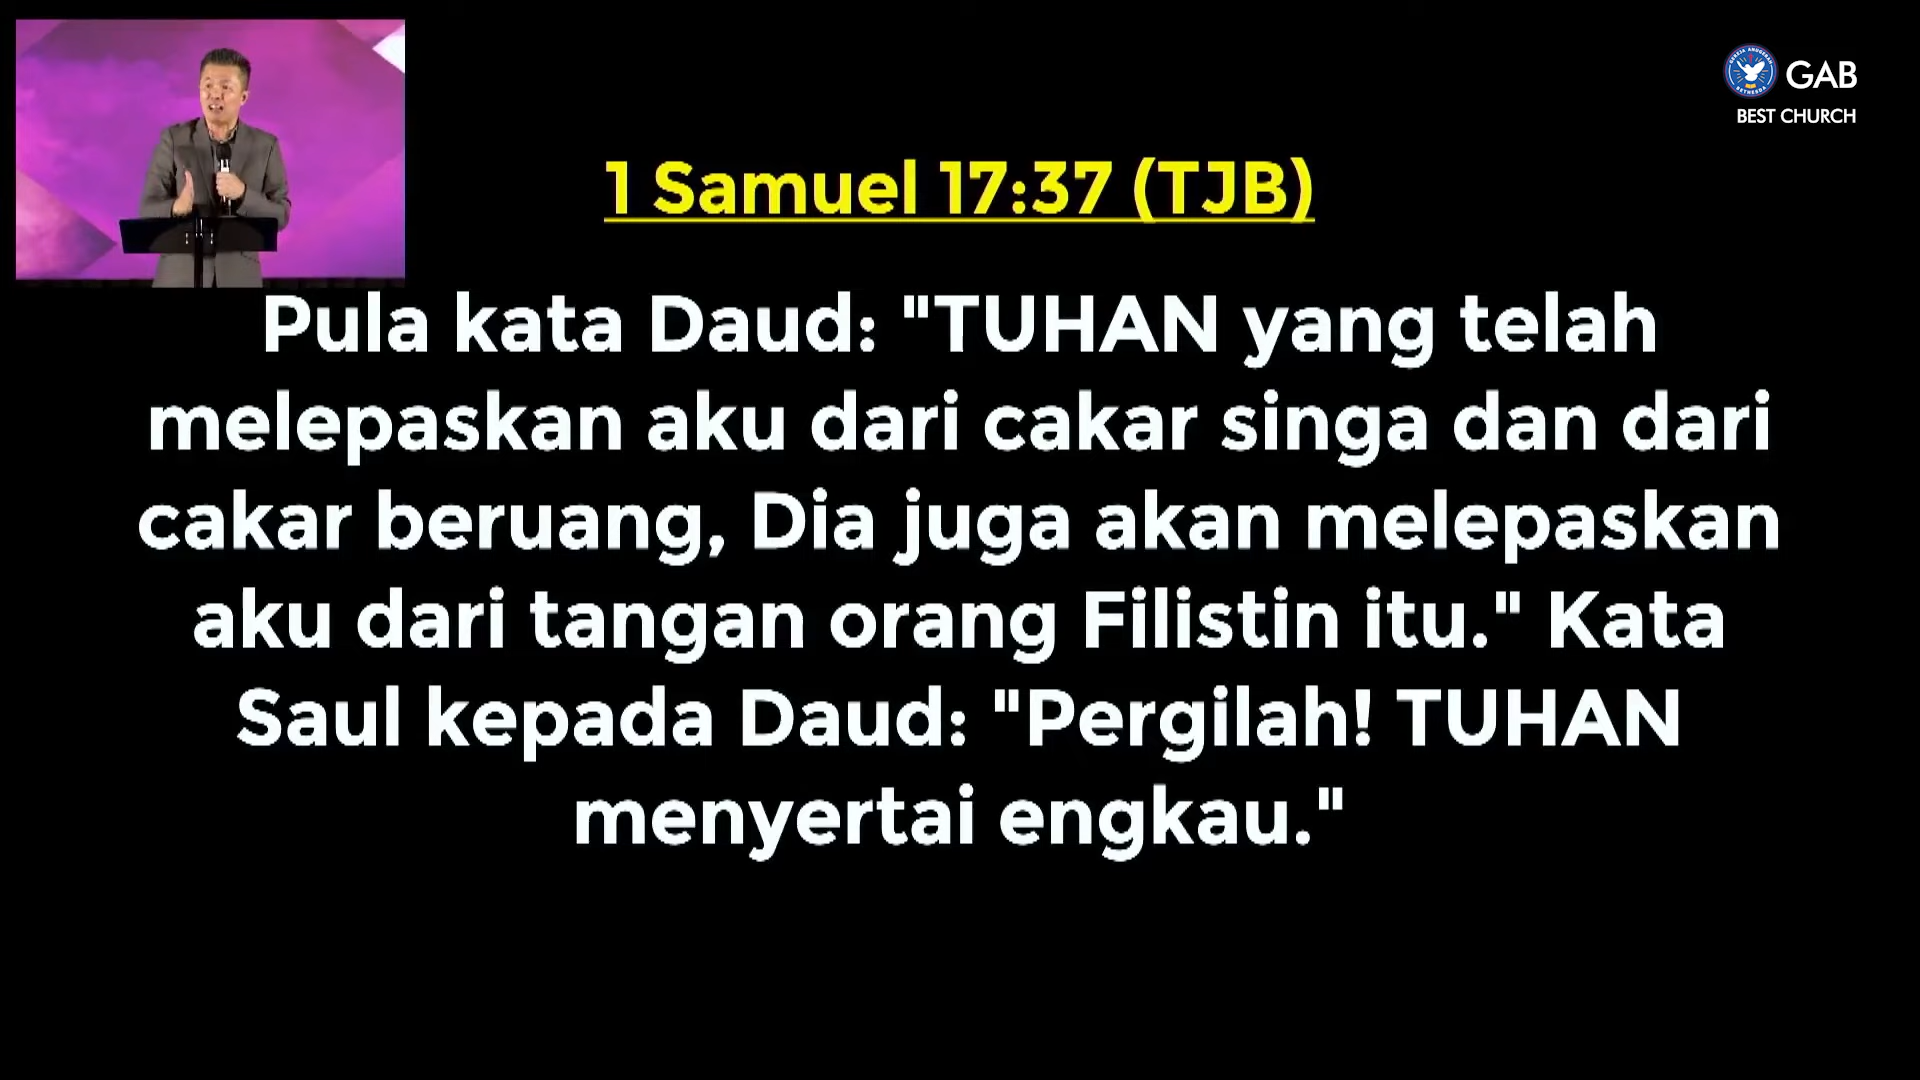 GAB
BEST CHURCH
1 Samuel 17:37 (TJB)
Pula kata Daud: "TUHAN yang telah
melepaskan aku dari cakar singa dan dari
cakar beruang, Dia juga akan melepaskan
aku dari tangan orang Filistin itu." Kata
Saul kepada Daud: "Pergilah! TUHAN
menyertai engkau."